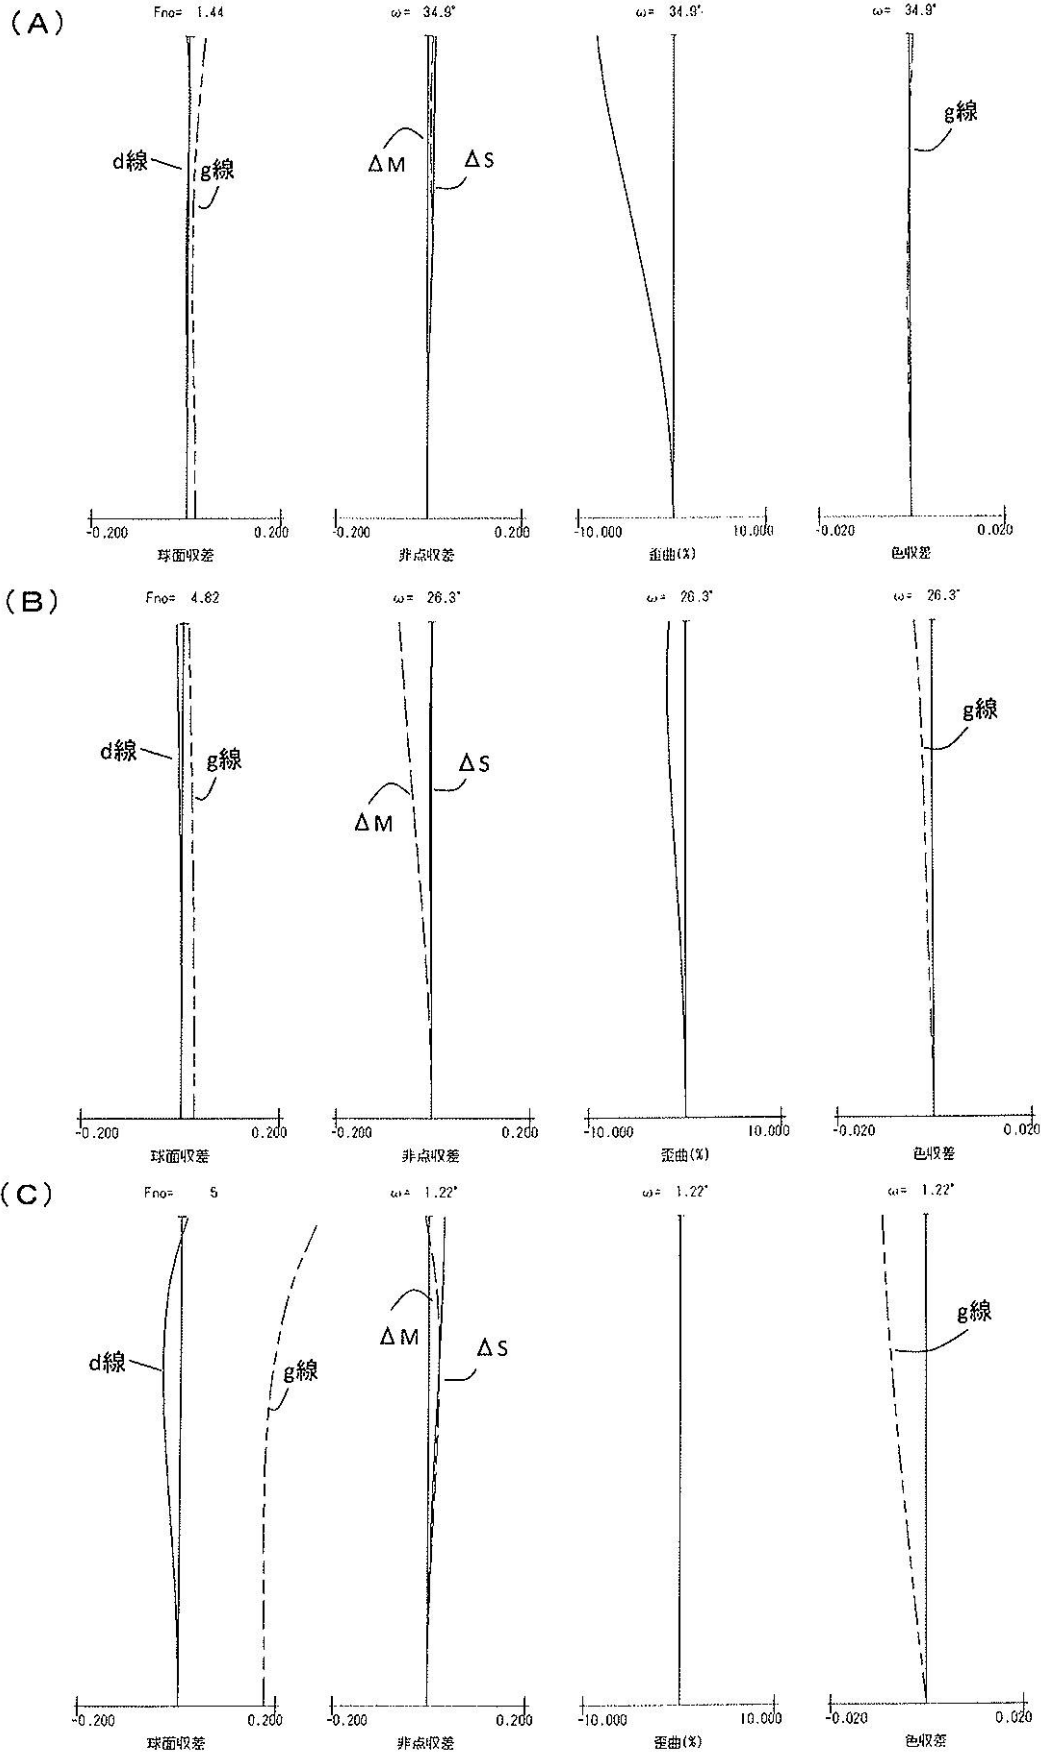 (A)
Fno= 1.44
ω= 34.9°
ω= 34.9°
ω= 34.9°
d線
g線
ΔM
ΔS
g線
-0.200 0.200
-0.200 0.200
-10.000 10.000
-0.020 0.020
球面収差
非点収差
歪曲(%)
色収差
(B)
Fno= 4.82
ω= 26.3°
ω= 26.3°
ω= 26.3°
d線
g線
ΔM
ΔS
g線
-0.200 0.200
-0.200 0.200
-10.000 10.000
-0.020 0.020
球面収差
非点収差
歪曲(%)
色収差
(C)
Fno= 5
ω= 1.22°
ω= 1.22°
ω= 1.22°
d線
g線
ΔM
ΔS
g線
-0.200 0.200
-0.200 0.200
-10.000 10.000
-0.020 0.020
球面収差
非点収差
歪曲(%)
色収差